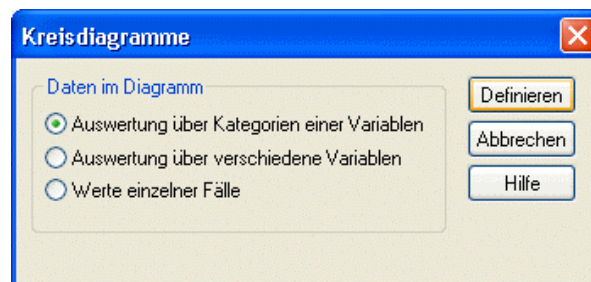 Kreisdiagramme
Daten im Diagramm
Auswertung über Kategorien einer Variablen
Auswertung über verschiedene Variablen
Werte einzelner Fälle
Definieren
Abbrechen
Hilfe